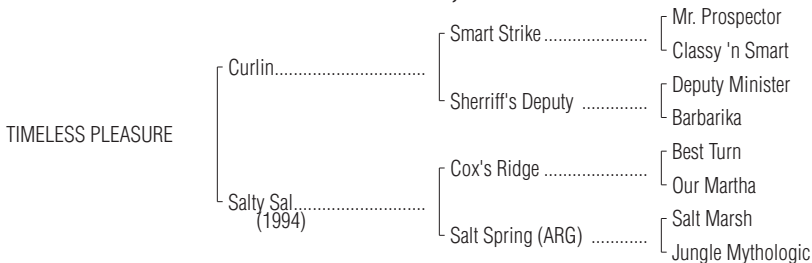 Mr. Prospector
Smart Strike .......................
Classy 'n Smart
Curlin................................
Deputy Minister
Sherriff's Deputy ..............
Barbarika
TIMELESS PLEASURE
Best Turn
Cox's Ridge ......................
Our Martha
Salty Sal............................
(1994)
Salt Marsh
Salt Spring (ARG) ............
Jungle Mythologic